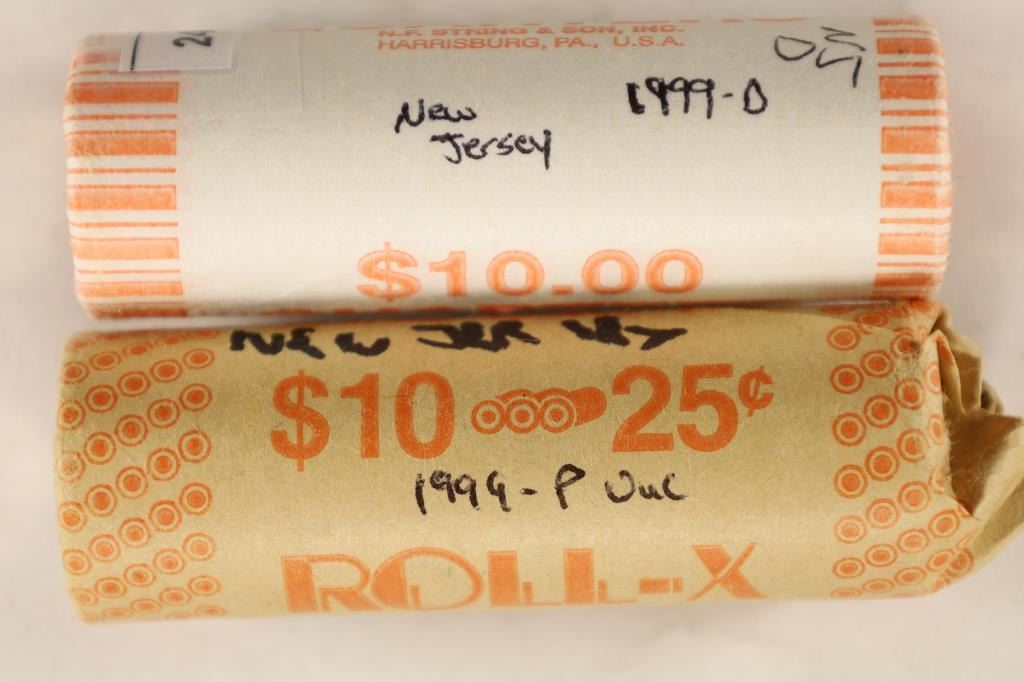 N.F. STRING & SON, INC.
HARRISBURG, PA., U.S.A.
New
Jersey
1999-D
$10.00
NEW JERSEY
$10 25¢
1999-P Unc
ROLL-X